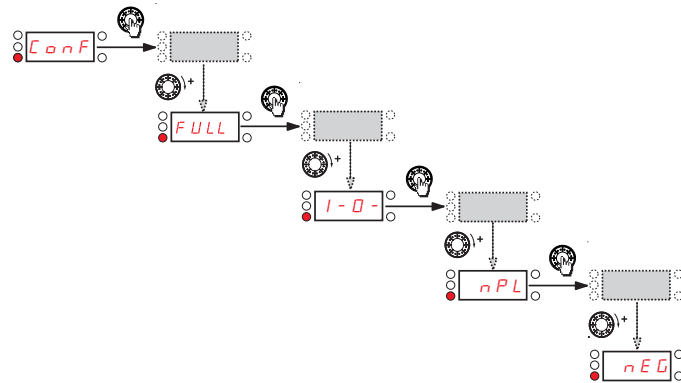 ConF
+
FULL
+
I-O-
+
nPL
+
nEG